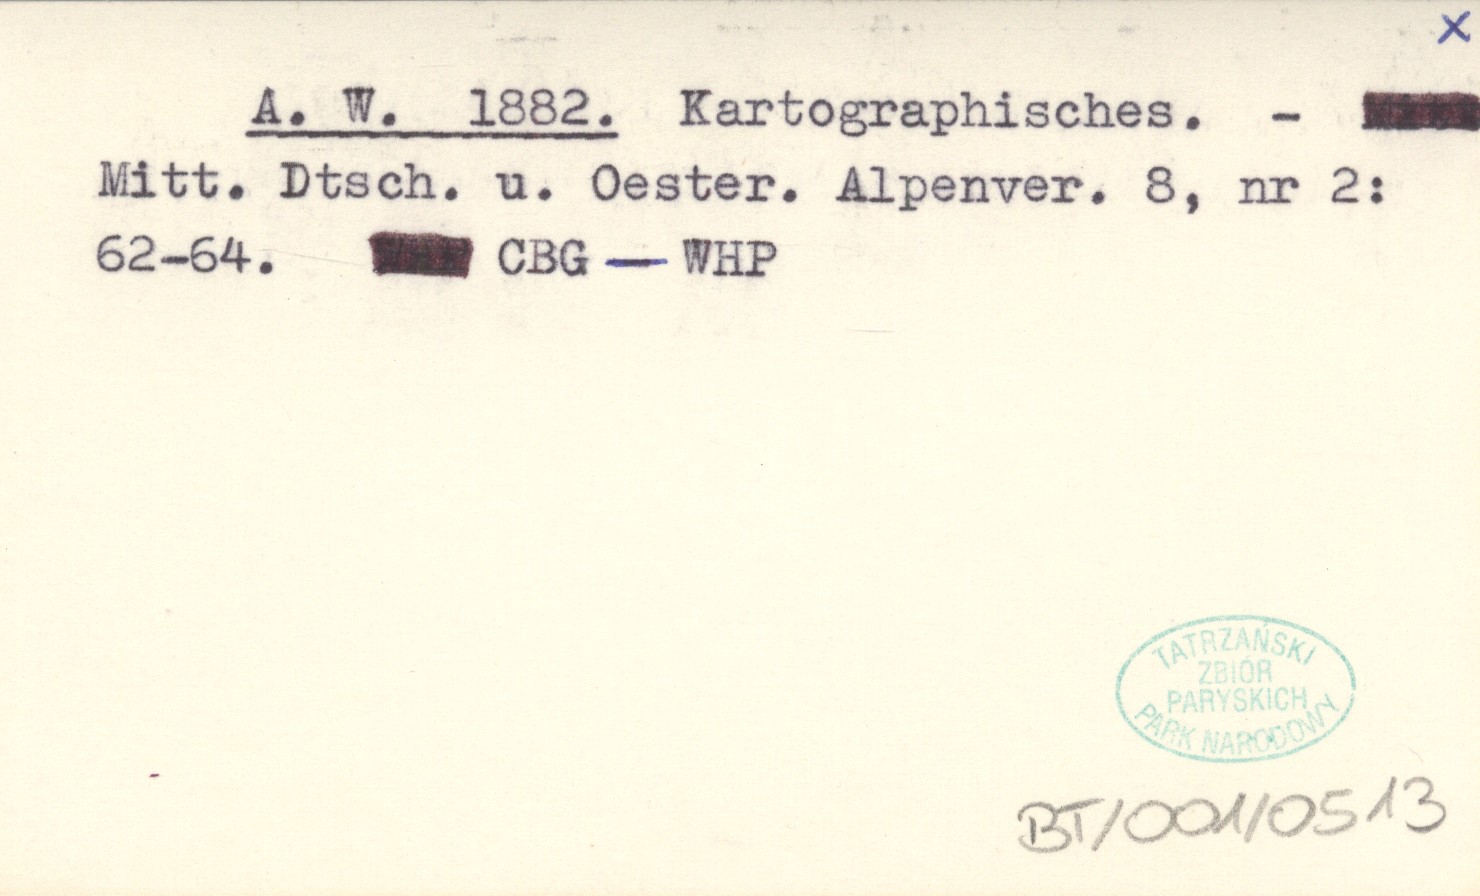 x
A. W. 1882. Kartographisches. -
Mitt. Dtsch. u. Oester. Alpenver. 8, nr 2:
62-64. CBG — WHP
TATRZAŃSKI
ZBIÓR
PARYSKICH
PARK NARODOWY
BT/001/0513